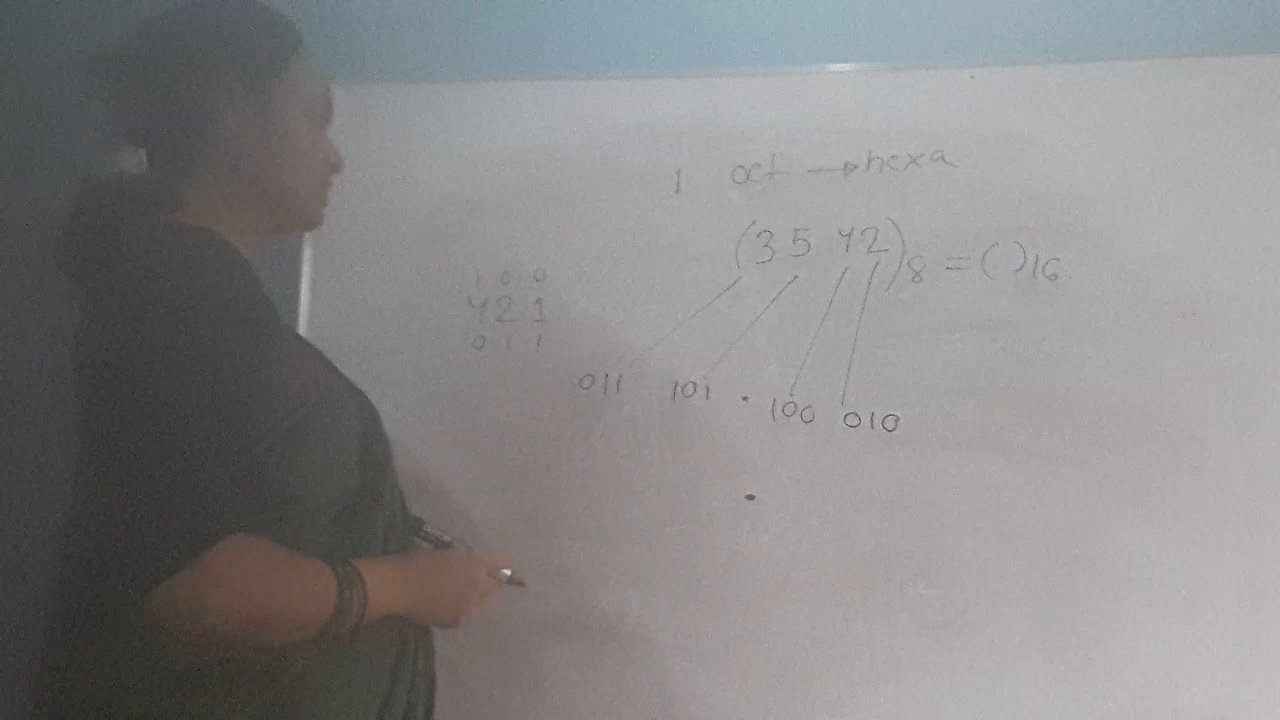 1 oct → hexa
(35 42)8 = ( )16
1 0 0
4 2 1
0 1 1
011 101 . 100 010
.